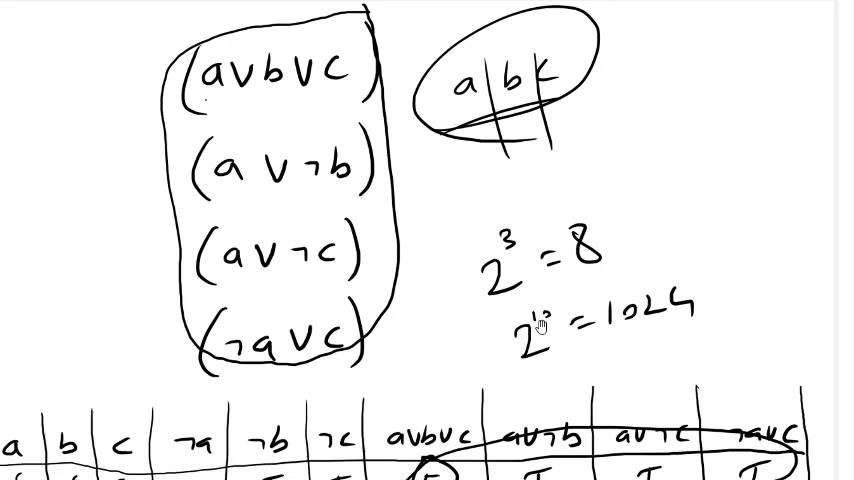 (a∨b∨c)
a b c
(a ∨ ¬b)
(a ∨ ¬c)
2³ = 8
(¬a ∨ c)
2¹⁰ = 1024
a b c ¬a ¬b ¬c a∨b∨c a∨¬b a∨¬c ¬a∨c